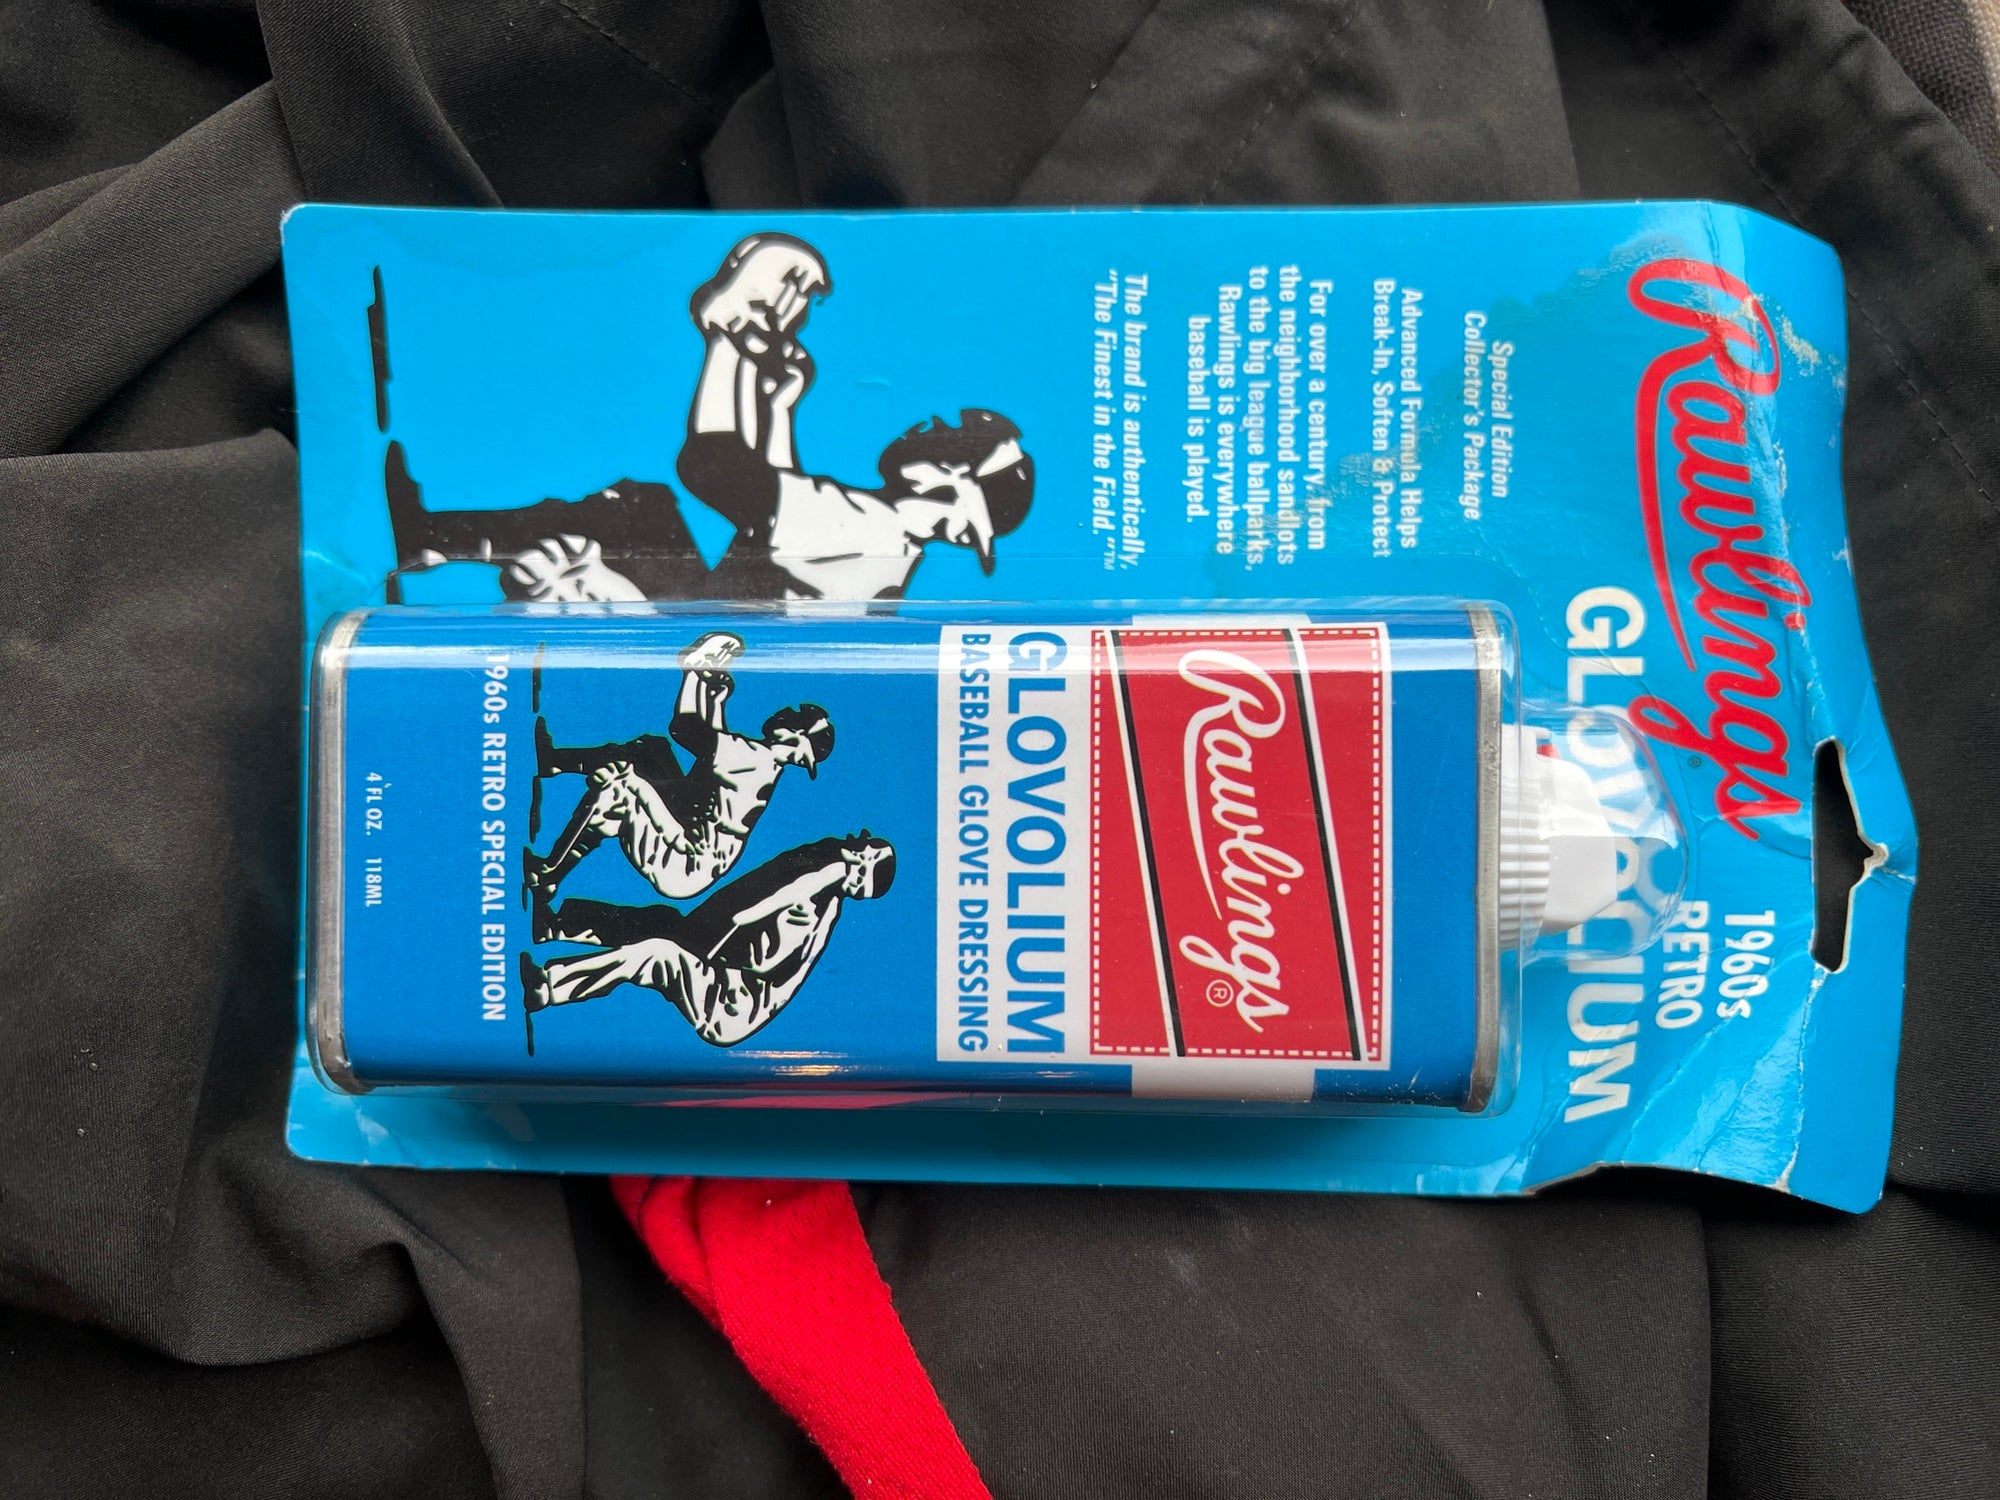 Rawlings®
1960s
RETRO
GLOVOLIUM
Special Edition
Collector's Package
Advanced Formula Helps
Break-In, Soften & Protect
For over a century, from
the neighborhood sandlots
to the big league ballparks,
Rawlings is everywhere
baseball is played.
The brand is authentically,
"The Finest in the Field."™
Rawlings®
GLOVOLIUM
BASEBALL GLOVE DRESSING
1960s RETRO SPECIAL EDITION
4 FL OZ. 118ML